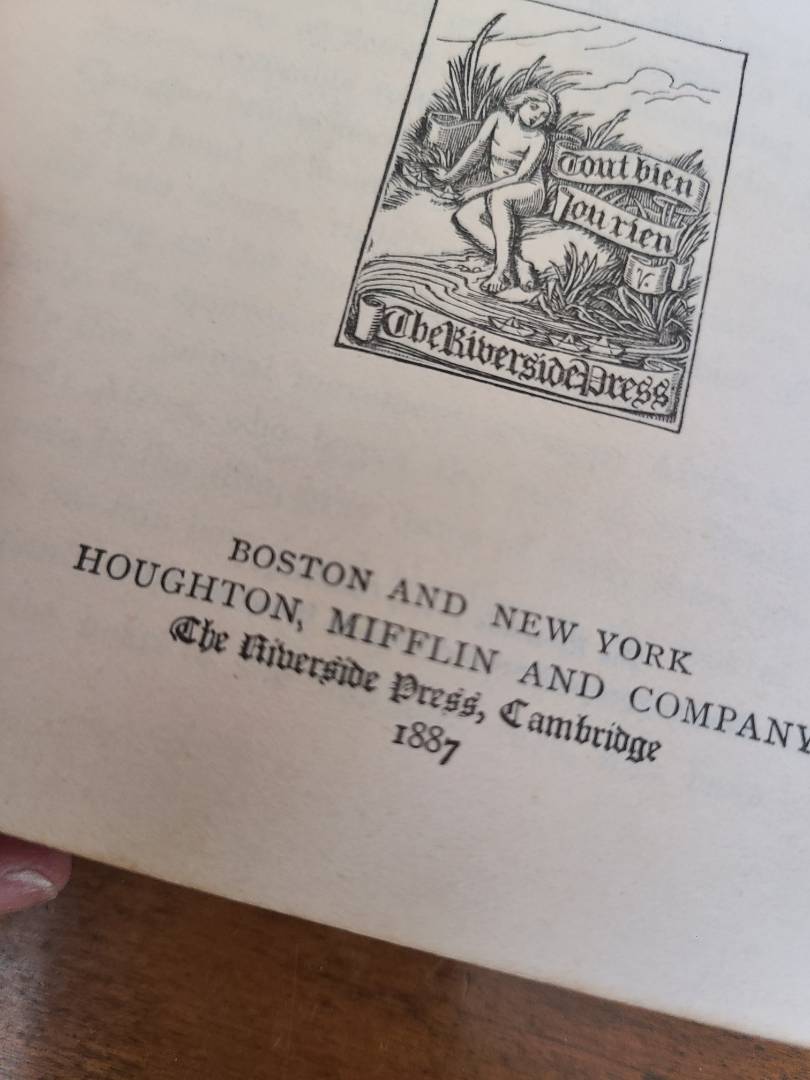 Tout bien
ou rien
The Riverside Press
BOSTON AND NEW YORK
HOUGHTON, MIFFLIN AND COMPANY
The Riverside Press, Cambridge
1887